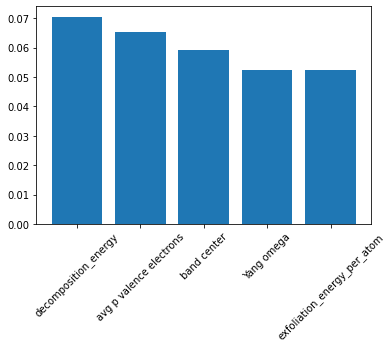 0.07
0.06
0.05
0.04
0.03
0.02
0.01
0.00
decomposition_energy
avg p valence electrons
band center
Yang omega
exfoliation_energy_per_atom